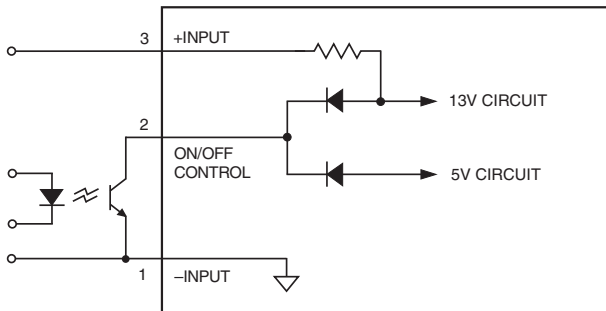 3 +INPUT
13V CIRCUIT
2
ON/OFF
CONTROL
5V CIRCUIT
1 –INPUT